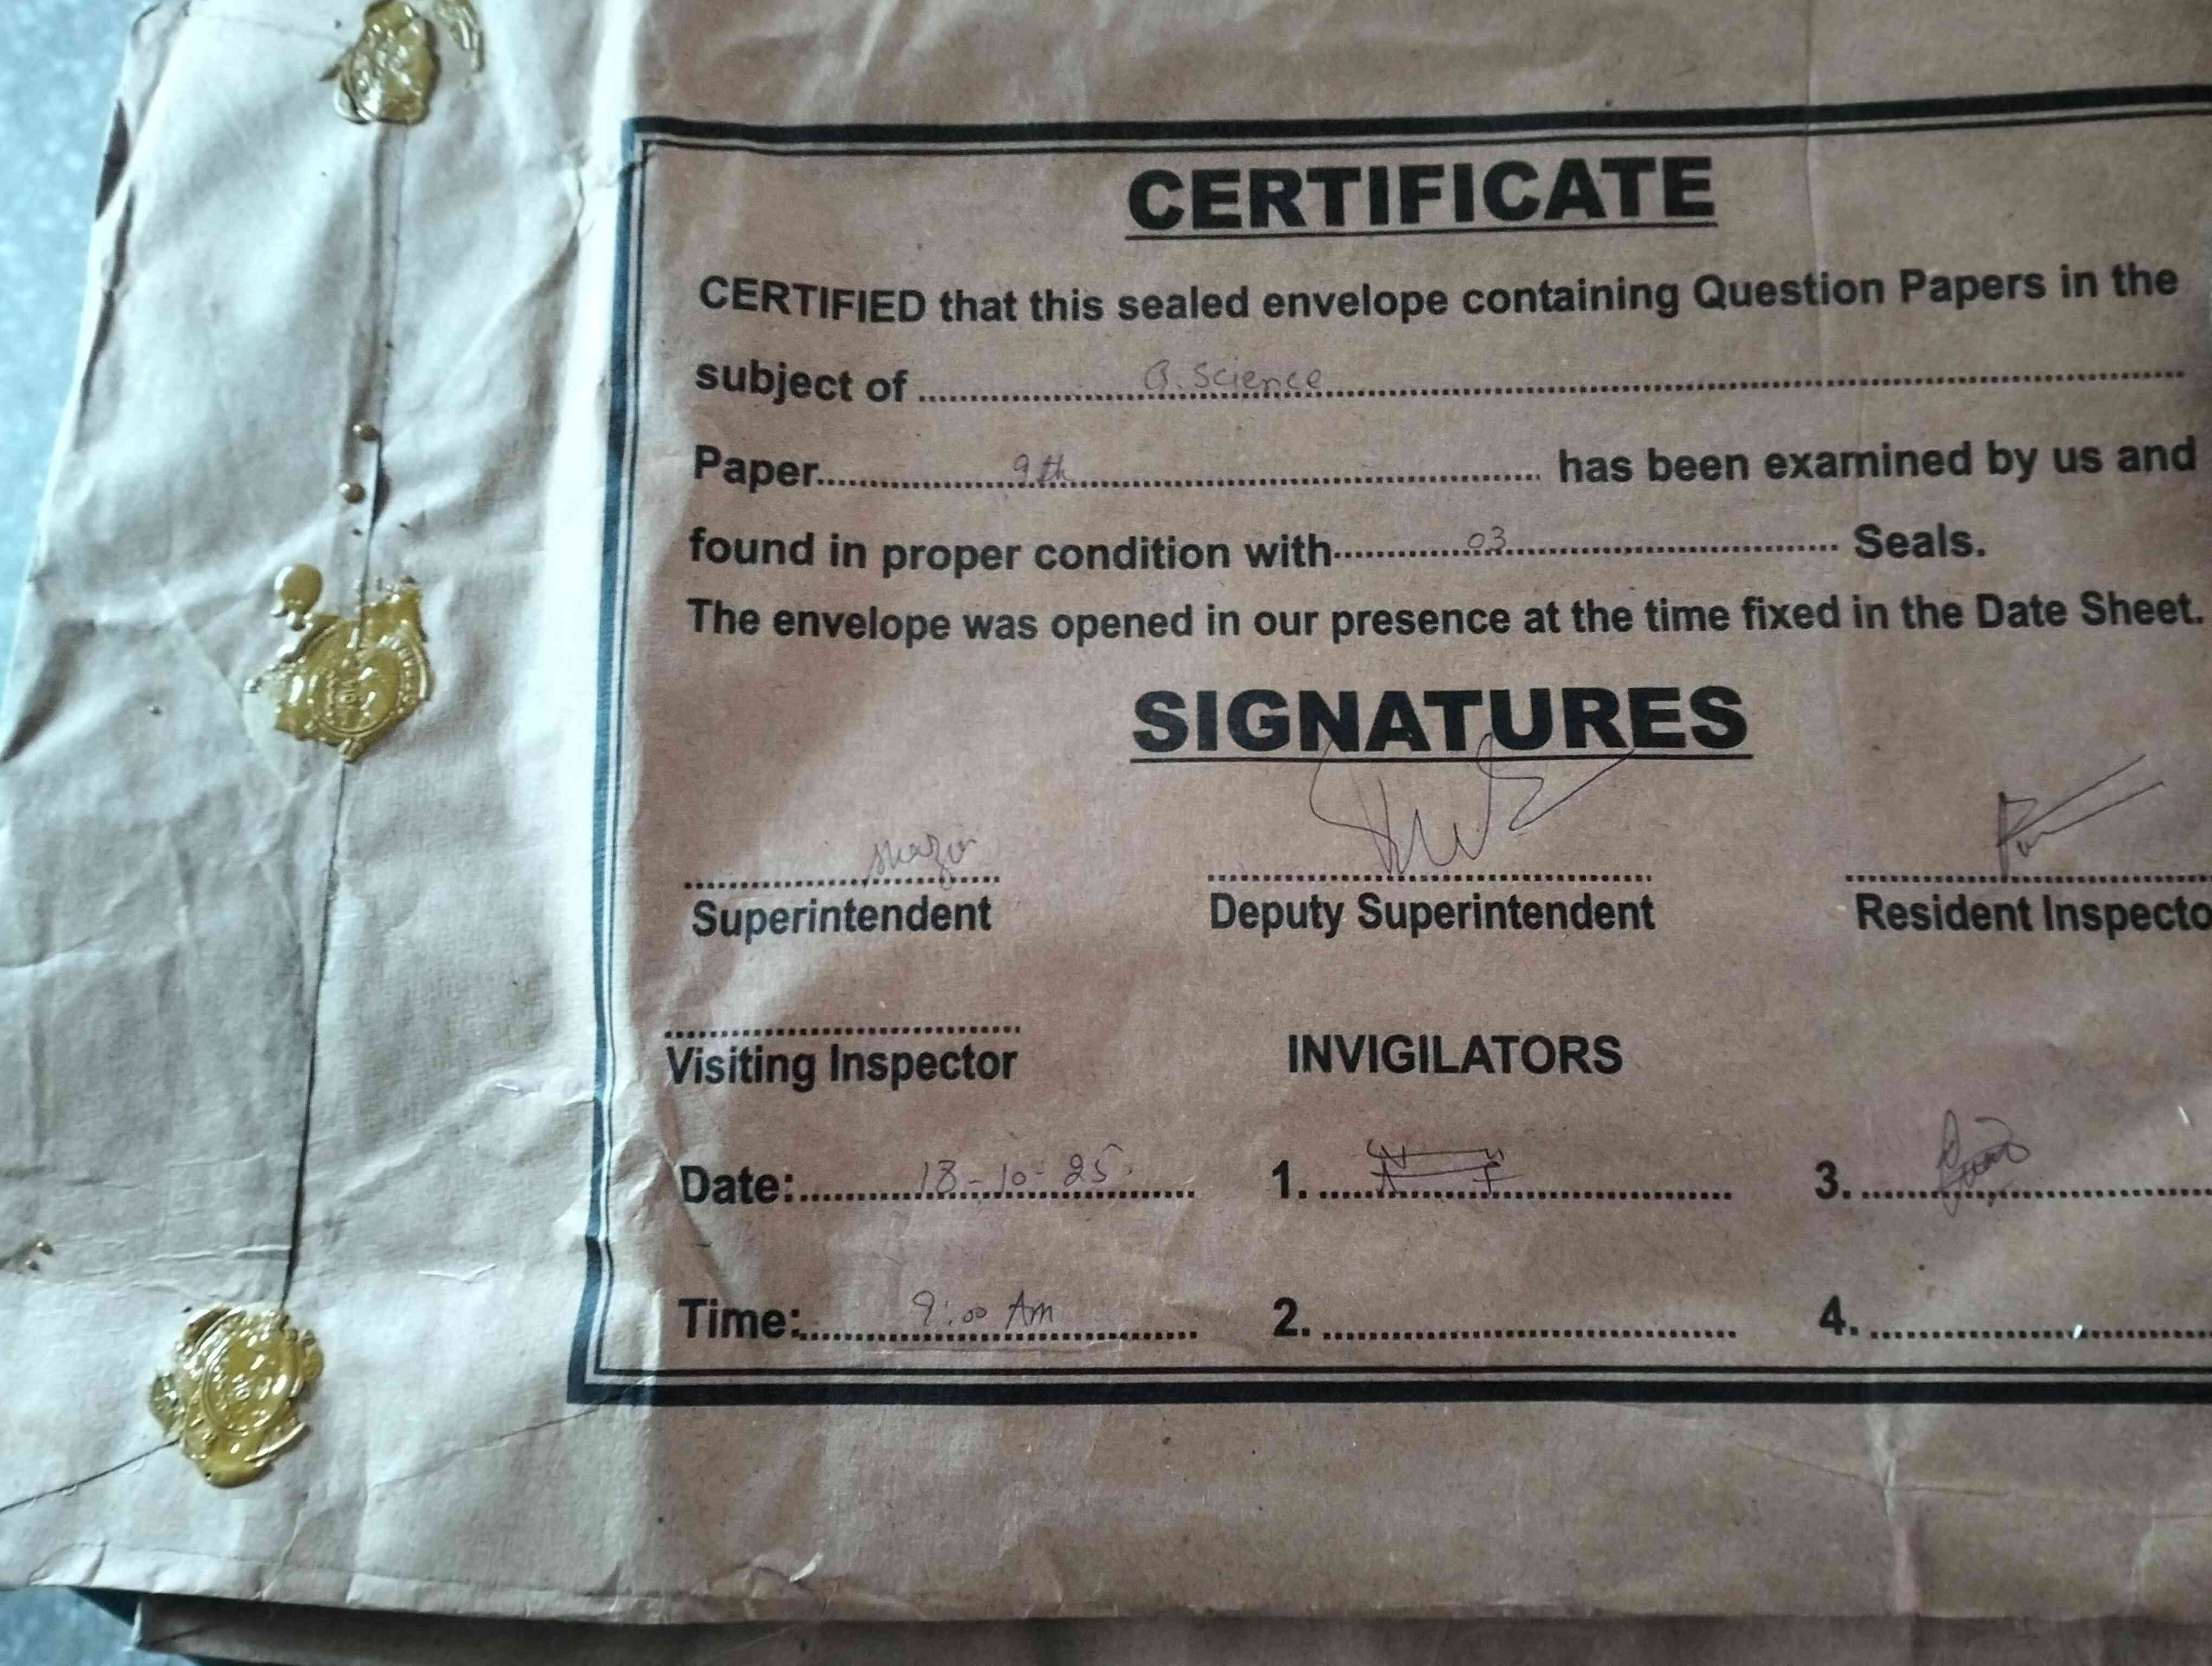 CERTIFICATE
CERTIFIED that this sealed envelope containing Question Papers in the
subject of G. Science
Paper 9th has been examined by us and
found in proper condition with 03 Seals.
The envelope was opened in our presence at the time fixed in the Date Sheet.
SIGNATURES
Superintendent Deputy Superintendent Resident Inspecto
Visiting Inspector INVIGILATORS
Date: 18-10-25. 1. 3.
Time: 9:00 Am 2. 4.